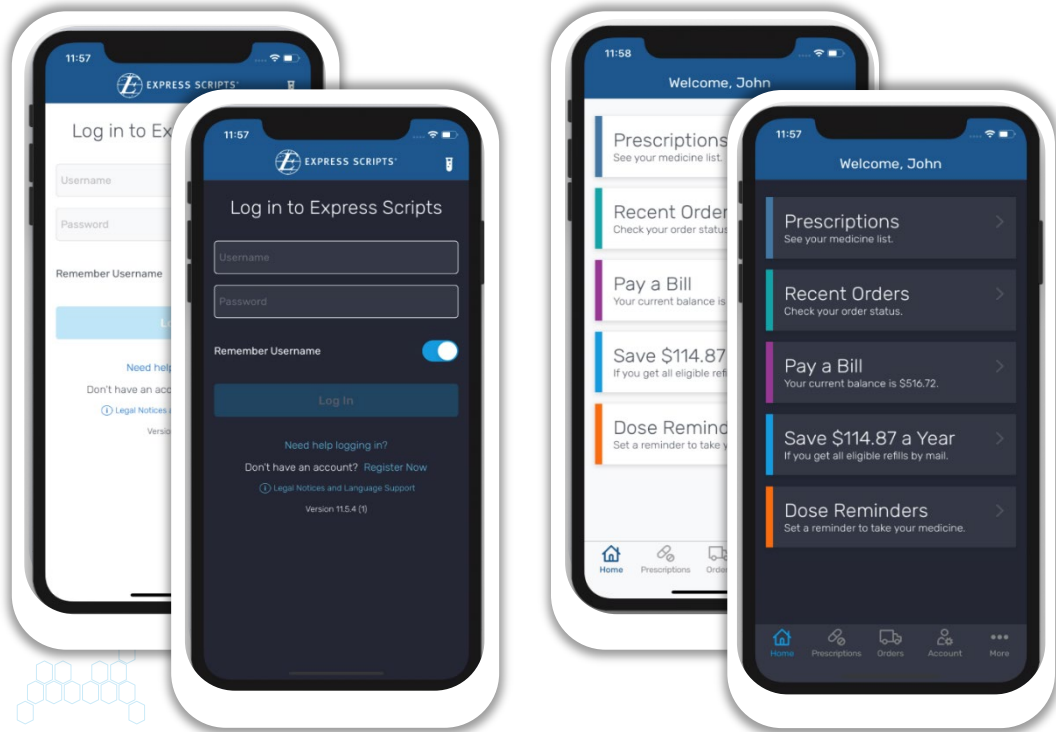 11:57
EXPRESS SCRIPTS
Log in to Ex
Username
Password
Remember Username
Need help
Don't have an acc
Legal Notices
Versio
11:57
EXPRESS SCRIPTS
Log in to Express Scripts
Username
Password
Remember Username
Log In
Need help logging in?
Don't have an account? Register Now
Legal Notices and Language Support
Version 11.5.4 (1)
11:58
Welcome, John
Prescriptions
See your medicine list.
Recent Order
Check your order status
Pay a Bill
Your current balance is
Save $114.87
If you get all eligible refi
Dose Remind
Set a reminder to take y
Home
Prescriptions
Order
11:57
Welcome, John
Prescriptions
See your medicine list.
Recent Orders
Check your order status.
Pay a Bill
Your current balance is $516.72.
Save $114.87 a Year
If you get all eligible refills by mail.
Dose Reminders
Set a reminder to take your medicine.
Home Prescriptions Orders Account More